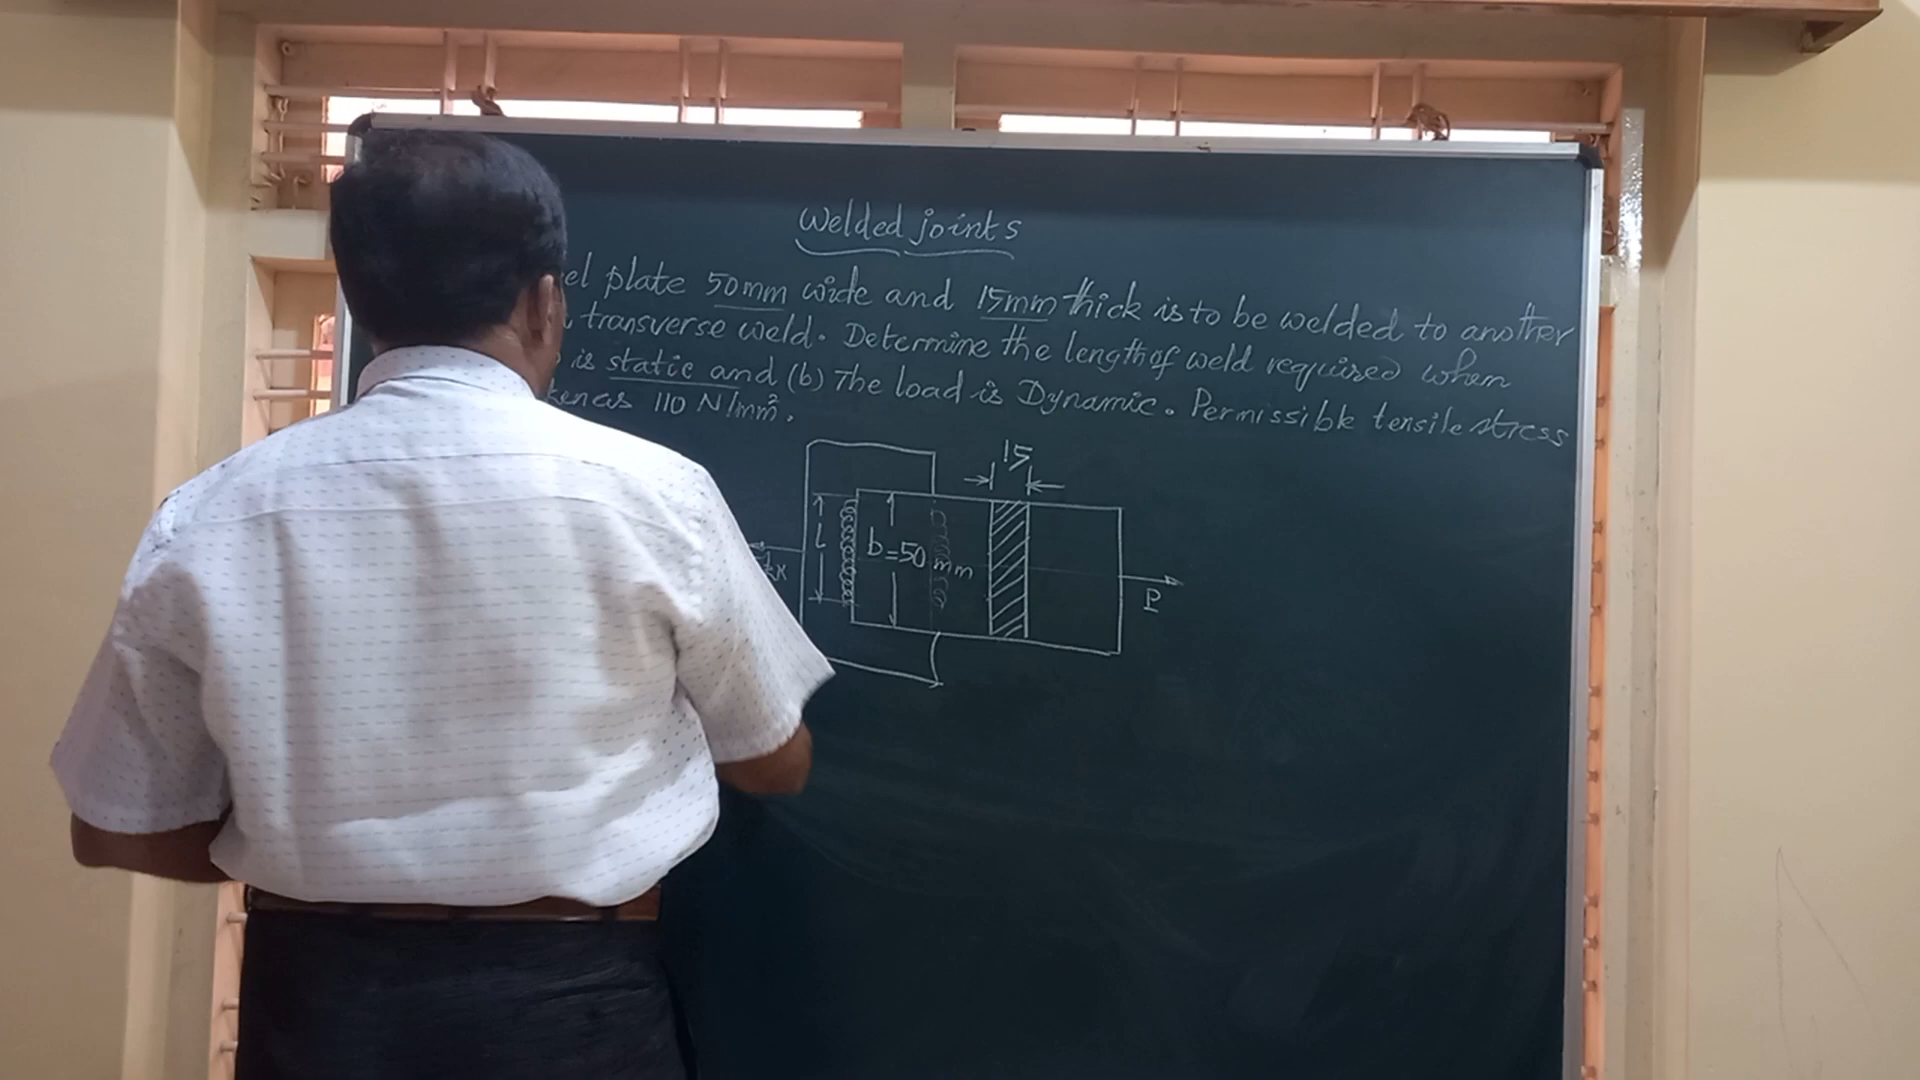 Welded joints
plate 50mm wide and 15mm thick is to be welded to another
transverse weld. Determine the length of weld required when
is static and (b) The load is Dynamic. Permissible tensile stress
as 110 N/mm².
15
l
b=50 mm
P